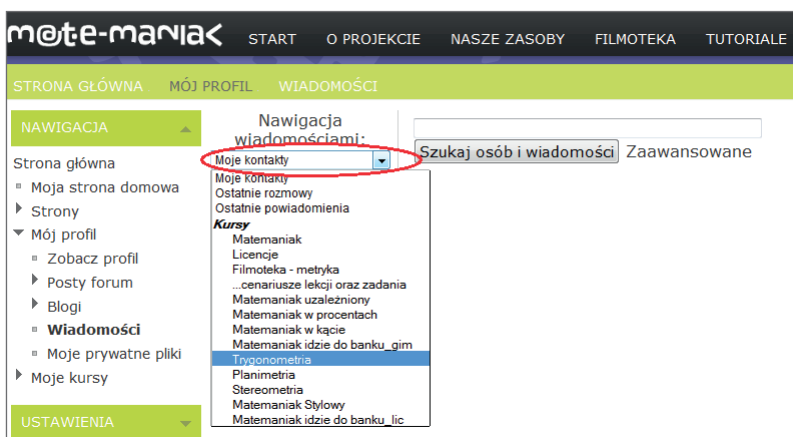 m@te-maniak START O PROJEKCIE NASZE ZASOBY FILMOTEKA TUTORIALE
STRONA GŁÓWNA MÓJ PROFIL WIADOMOŚCI
NAWIGACJA
Strona główna
Moja strona domowa
Strony
Mój profil
Zobacz profil
Posty forum
Blogi
Wiadomości
Moje prywatne pliki
Moje kursy
USTAWIENIA
Nawigacja
wiadomościami:
Moje kontakty
Moje kontakty
Ostatnie rozmowy
Ostatnie powiadomienia
Kursy
Matemaniak
Licencje
Filmoteka - metryka
...cenariusze lekcji oraz zadania
Matemaniak uzależniony
Matemaniak w procentach
Matemaniak w kącie
Matemaniak idzie do banku_gim
Trygonometria
Planimetria
Stereometria
Matemaniak Stylowy
Matemaniak idzie do banku_lic
Szukaj osób i wiadomości Zaawansowane